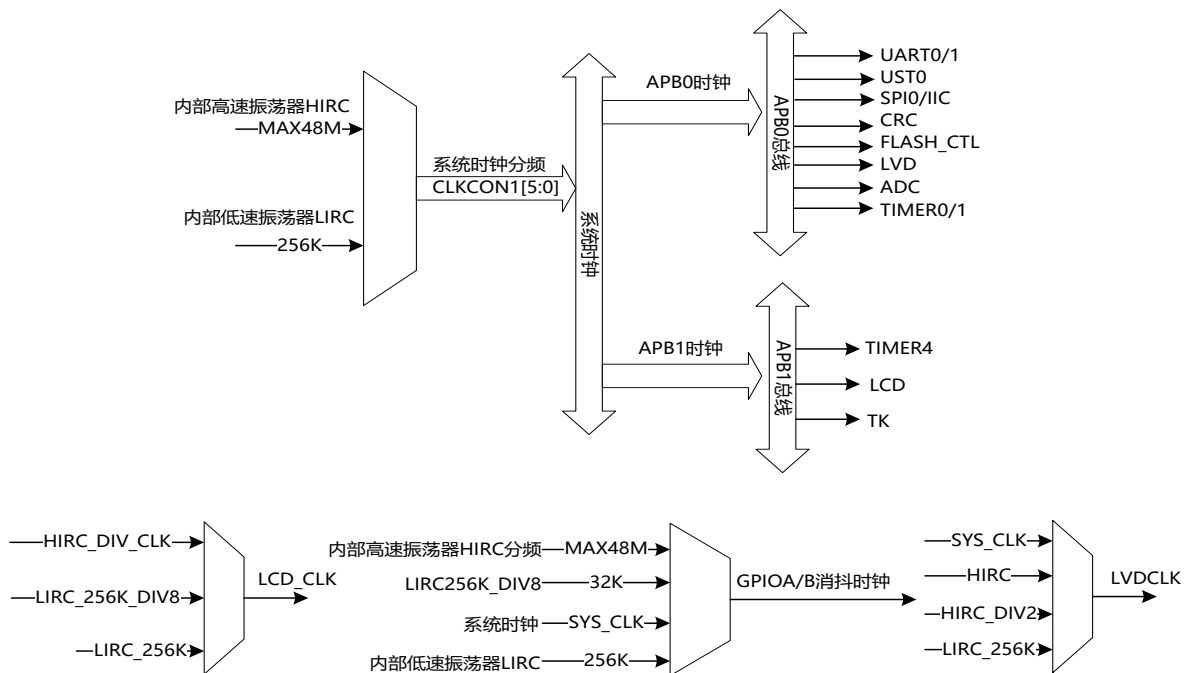 内部高速振荡器HIRC
MAX48M
内部低速振荡器LIRC
256K
系统时钟分频
CLKCON1[5:0]
系统时钟
APB0时钟
APB0总线
UART0/1
UST0
SPI0/IIC
CRC
FLASH_CTL
LVD
ADC
TIMER0/1
APB1时钟
APB1总线
TIMER4
LCD
TK
HIRC_DIV_CLK
LIRC_256K_DIV8
LIRC_256K
LCD_CLK
内部高速振荡器HIRC分频 MAX48M
LIRC256K_DIV8 32K
系统时钟 SYS_CLK
内部低速振荡器LIRC 256K
GPIOA/B消抖时钟
SYS_CLK
HIRC
HIRC_DIV2
LIRC_256K
LVDCLK